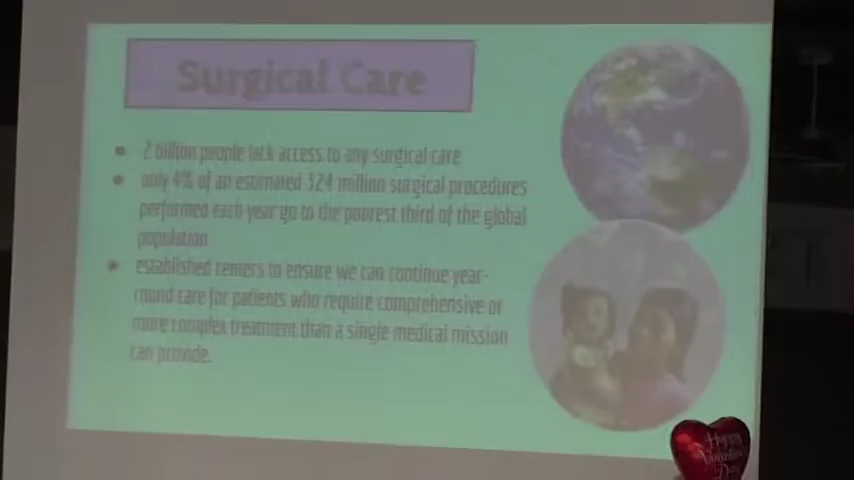 Surgical Care
• 2 billion people lack access to any surgical care
• only 4% of an estimated 324 million surgical procedures
performed each year go to the poorest third of the global
population
• established centers to ensure we can continue year-
round care for patients who require comprehensive or
more complex treatment than a single medical mission
can provide.
Happy
Valentine's
Day